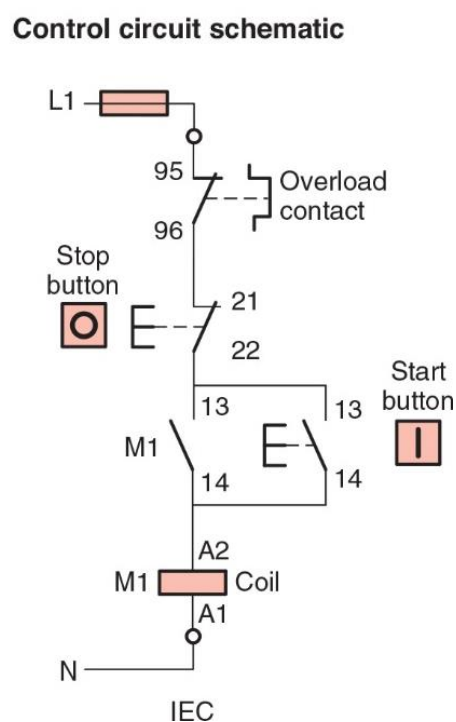 Control circuit schematic
L1
95
Overload
contact
96
Stop
button
21
22
Start
button
13
13
M1
14
14
A2
M1
Coil
A1
N
IEC